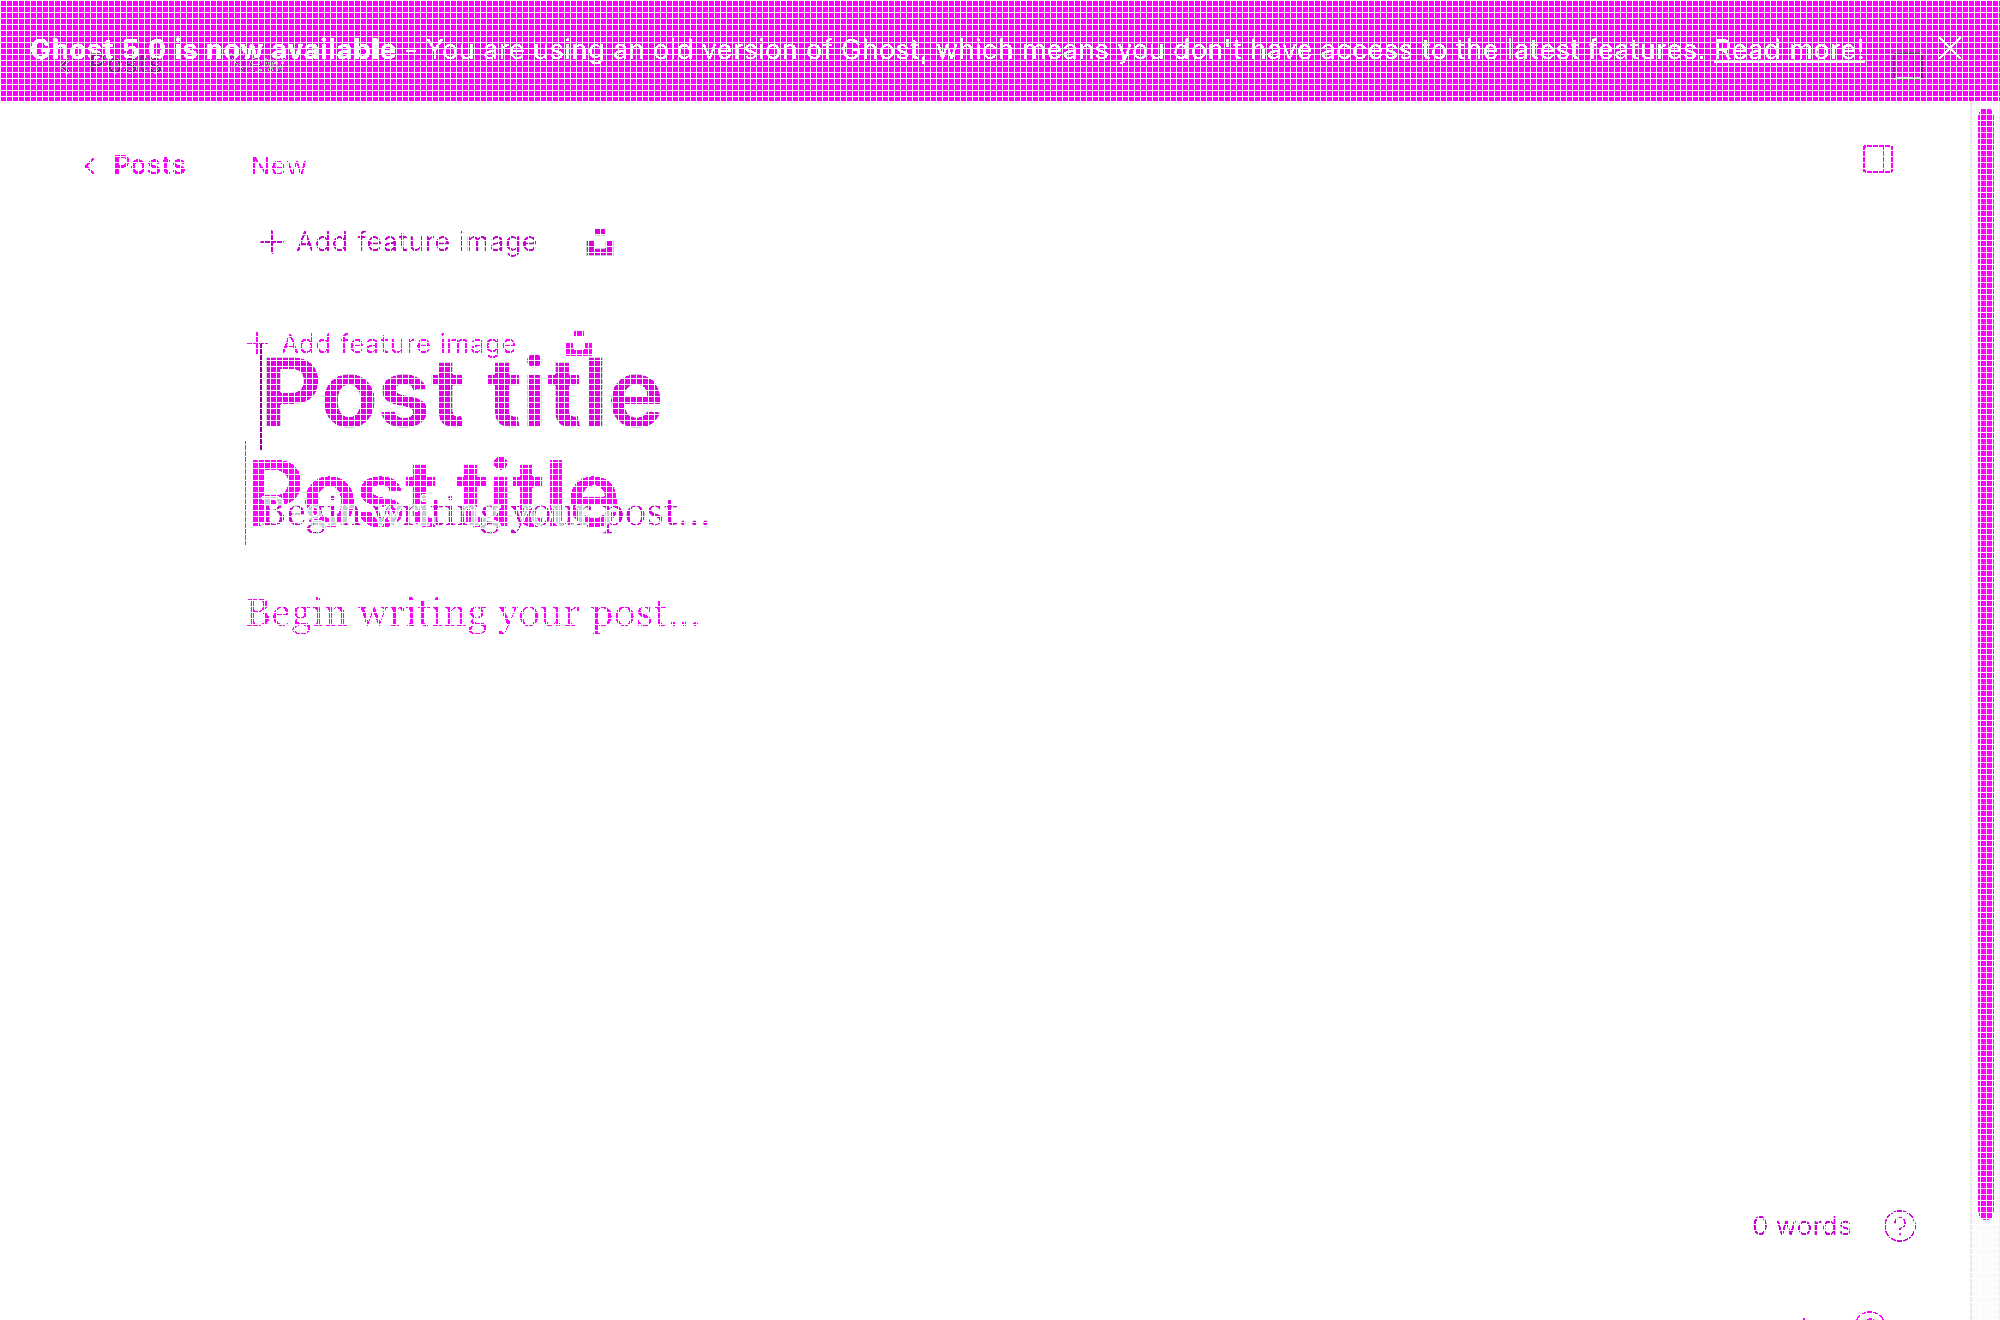 Ghost 5.0 is now available - You are using an old version of Ghost, which means you don't have access to the latest features. Read more!
Posts New
Add feature image
Add feature image
Post title
Post title
Begin writing your post...
Begin writing your post...
0 words ?